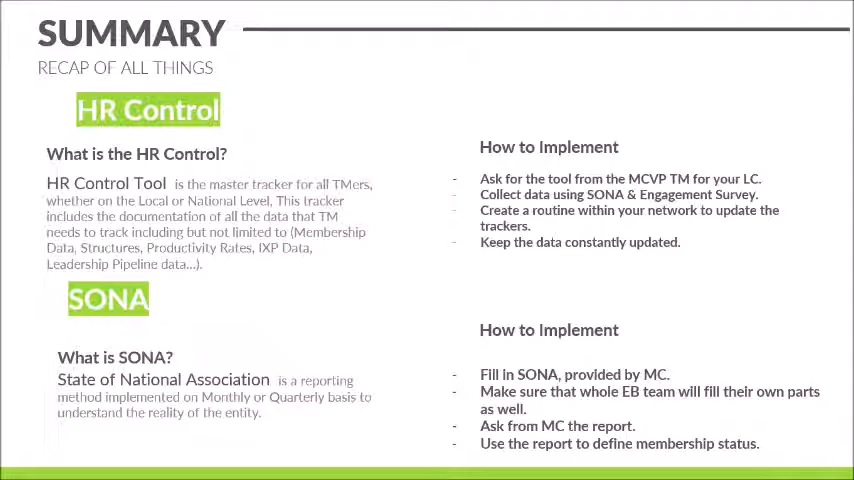 SUMMARY
RECAP OF ALL THINGS
HR Control
What is the HR Control?
HR Control Tool is the master tracker for all TMers,
whether on the Local or National Level, This tracker
includes the documentation of all the data that TM
needs to track including but not limited to (Membership
Data, Structures, Productivity Rates, IXP Data,
Leadership Pipeline data...).
How to Implement
- Ask for the tool from the MCVP TM for your LC.
- Collect data using SONA & Engagement Survey.
- Create a routine within your network to update the
trackers.
- Keep the data constantly updated.
SONA
What is SONA?
State of National Association is a reporting
method implemented on Monthly or Quarterly basis to
understand the reality of the entity.
How to Implement
- Fill in SONA, provided by MC.
- Make sure that whole EB team will fill their own parts
as well.
- Ask from MC the report.
- Use the report to define membership status.